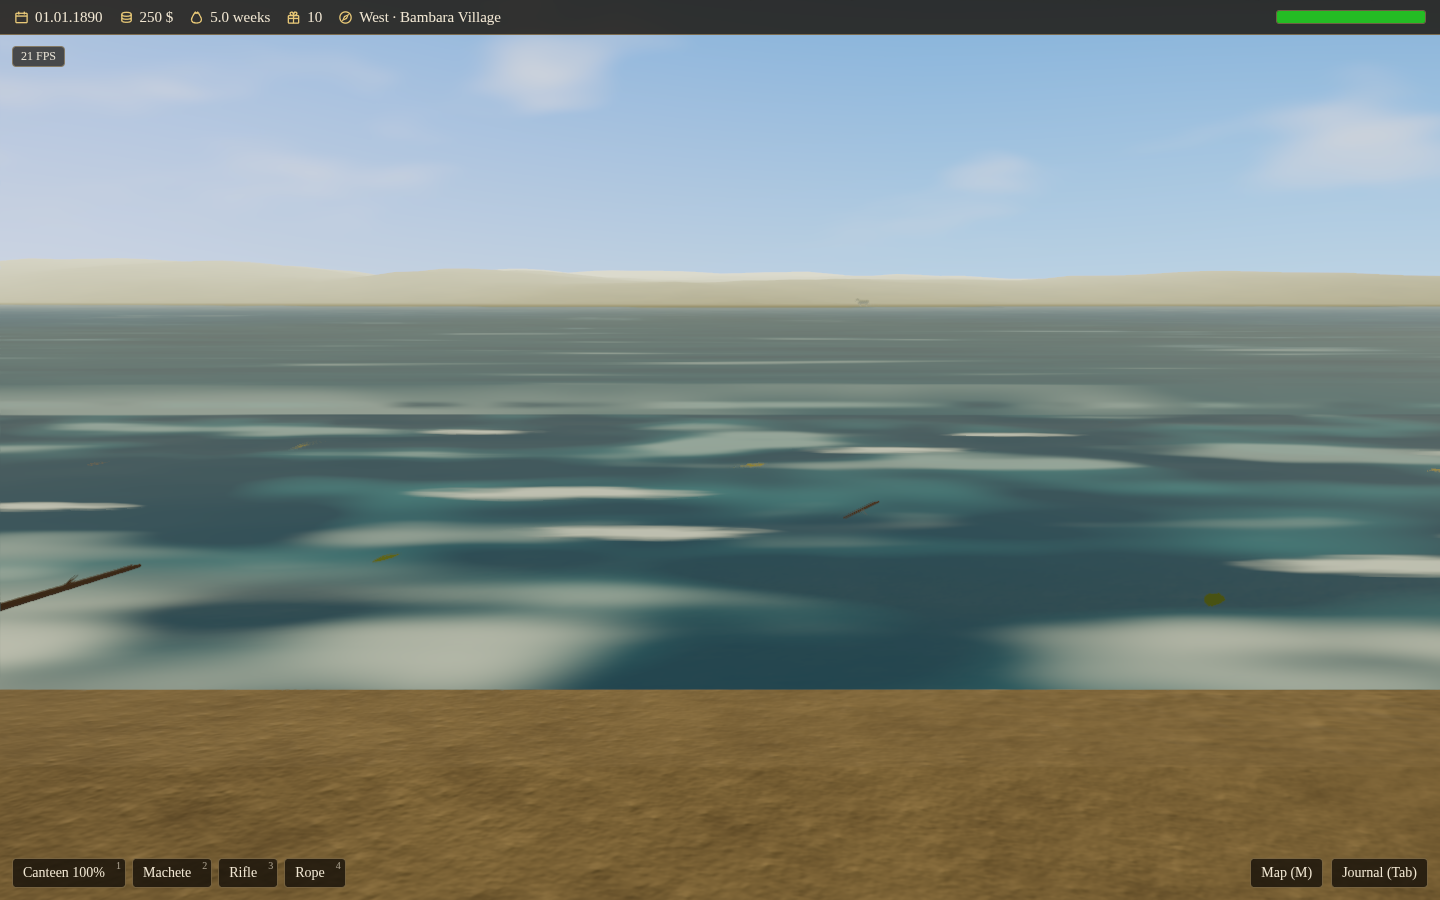 01.01.1890 250 $ 5.0 weeks 10 West · Bambara Village
21 FPS
Canteen 100% 1 Machete 2 Rifle 3 Rope 4 Map (M) Journal (Tab)